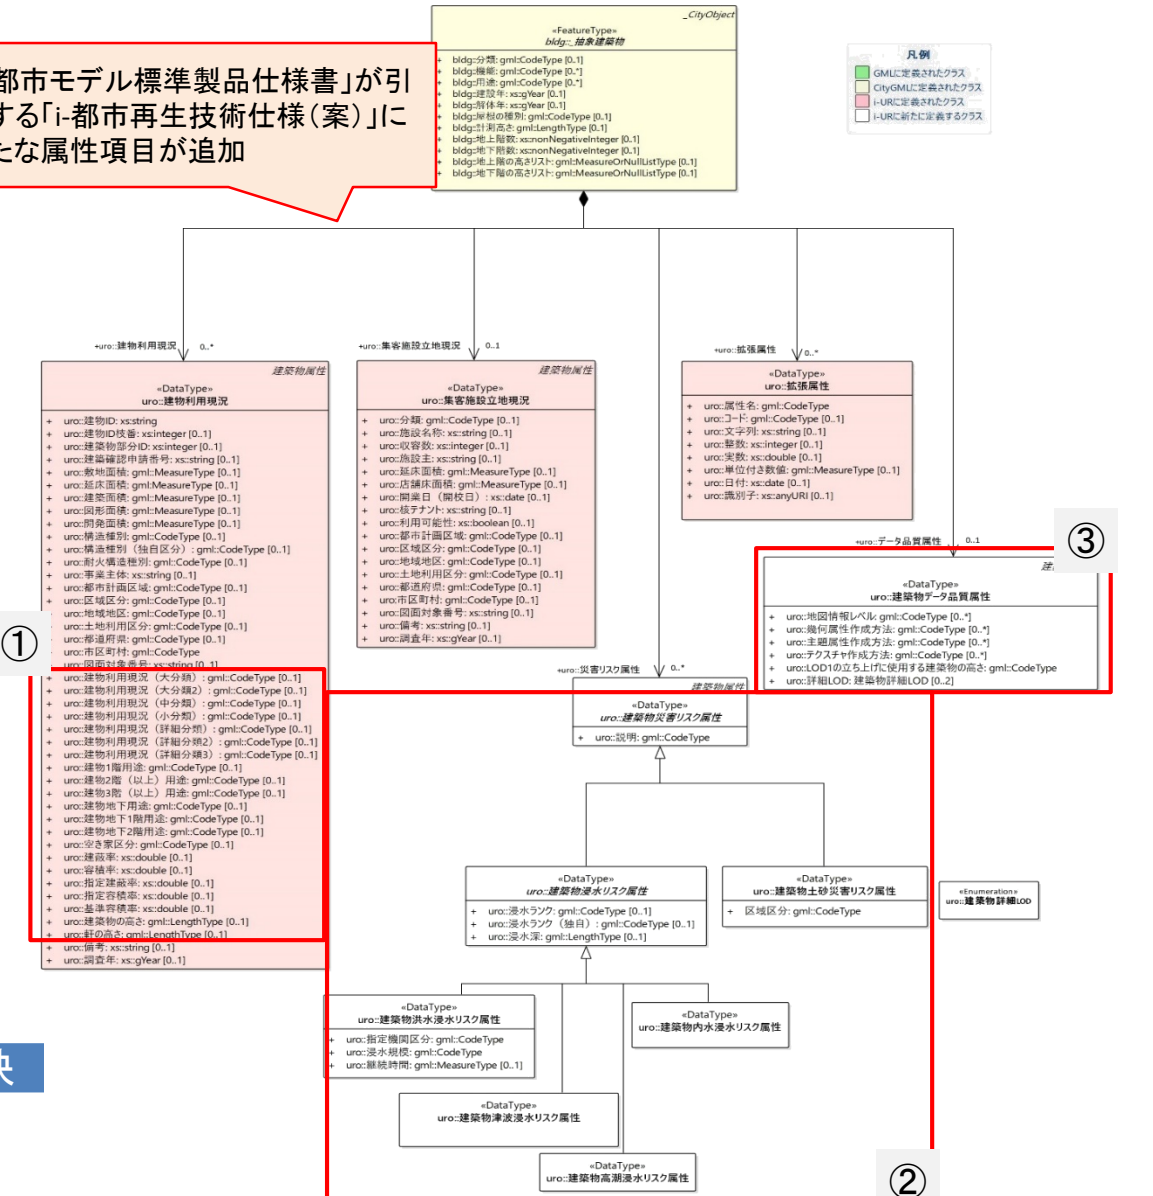 _CityObject
«FeatureType»
bldg::_抽象建築物
+ bldg::分類: gml::CodeType [0..1]
+ bldg::機能: gml::CodeType [0..*]
+ bldg::用途: gml::CodeType [0..*]
+ bldg::建設年: xs::gYear [0..1]
+ bldg::解体年: xs::gYear [0..1]
+ bldg::屋根の種別: gml::CodeType [0..1]
+ bldg::計測高さ: gml::LengthType [0..1]
+ bldg::地上階数: xs::nonNegativeInteger [0..1]
+ bldg::地下階数: xs::nonNegativeInteger [0..1]
+ bldg::地上階の高さリスト: gml::MeasureOrNullListType [0..1]
+ bldg::地下階の高さリスト: gml::MeasureOrNullListType [0..1]
凡例
GMLに定義されたクラス
CityGMLに定義されたクラス
i-URに定義されたクラス
i-URに新たに定義するクラス
都市モデル標準製品仕様書」が引
する「i-都市再生技術仕様(案)」に
たな属性項目が追加
+uro::建物利用現況 0..*
建築物属性
«DataType»
uro::建物利用現況
+ uro::建物ID: xs::string
+ uro::建物ID枝番: xs::integer [0..1]
+ uro::建築物部分ID: xs::integer [0..1]
+ uro::建築確認申請番号: xs::string [0..1]
+ uro::敷地面積: gml::MeasureType [0..1]
+ uro::延床面積: gml::MeasureType [0..1]
+ uro::建築面積: gml::MeasureType [0..1]
+ uro::図形面積: gml::MeasureType [0..1]
+ uro::開発面積: gml::MeasureType [0..1]
+ uro::構造種別: gml::CodeType [0..1]
+ uro::構造種別(独自区分): gml::CodeType [0..1]
+ uro::耐火構造種別: gml::CodeType [0..1]
+ uro::事業主体: xs::string [0..1]
+ uro::都市計画区域: gml::CodeType [0..1]
+ uro::区域区分: gml::CodeType [0..1]
+ uro::地域地区: gml::CodeType [0..1]
+ uro::土地利用区分: gml::CodeType [0..1]
+ uro::都道府県: gml::CodeType [0..1]
+ uro::市区町村: gml::CodeType
+ uro::図面対象番号: xs::string [0..1]
①
+ uro::建物利用現況(大分類): gml::CodeType [0..1]
+ uro::建物利用現況(大分類2): gml::CodeType [0..1]
+ uro::建物利用現況(中分類): gml::CodeType [0..1]
+ uro::建物利用現況(小分類): gml::CodeType [0..1]
+ uro::建物利用現況(詳細分類): gml::CodeType [0..1]
+ uro::建物利用現況(詳細分類2): gml::CodeType [0..1]
+ uro::建物利用現況(詳細分類3): gml::CodeType [0..1]
+ uro::建物1階用途: gml::CodeType [0..1]
+ uro::建物2階(以上)用途: gml::CodeType [0..1]
+ uro::建物3階(以上)用途: gml::CodeType [0..1]
+ uro::建物地下用途: gml::CodeType [0..1]
+ uro::建物地下1階用途: gml::CodeType [0..1]
+ uro::建物地下2階用途: gml::CodeType [0..1]
+ uro::空き家区分: gml::CodeType [0..1]
+ uro::建蔽率: xs::double [0..1]
+ uro::容積率: xs::double [0..1]
+ uro::指定建蔽率: xs::double [0..1]
+ uro::指定容積率: xs::double [0..1]
+ uro::基準容積率: xs::double [0..1]
+ uro::建築物の高さ: gml::LengthType [0..1]
+ uro::軒の高さ: gml::LengthType [0..1]
+ uro::備考: xs::string [0..1]
+ uro::調査年: xs::gYear [0..1]
+uro::集客施設立地現況 0..1
建築物属性
«DataType»
uro::集客施設立地現況
+ uro::分類: gml::CodeType [0..1]
+ uro::施設名称: xs::string [0..1]
+ uro::収容数: xs::integer [0..1]
+ uro::施設主: xs::string [0..1]
+ uro::延床面積: gml::MeasureType [0..1]
+ uro::店舗床面積: gml::MeasureType [0..1]
+ uro::開業日(開校日): xs::date [0..1]
+ uro::核テナント: xs::string [0..1]
+ uro::利用可能性: xs::boolean [0..1]
+ uro::都市計画区域: gml::CodeType [0..1]
+ uro::区域区分: gml::CodeType [0..1]
+ uro::地域地区: gml::CodeType [0..1]
+ uro::土地利用区分: gml::CodeType [0..1]
+ uro::都道府県: gml::CodeType [0..1]
+ uro::市区町村: gml::CodeType [0..1]
+ uro::図面対象番号: xs::string [0..1]
+ uro::備考: xs::string [0..1]
+ uro::調査年: xs::gYear [0..1]
+uro::拡張属性 0..*
«DataType»
uro::拡張属性
+ uro::属性名: gml::CodeType
+ uro::コード: gml::CodeType [0..1]
+ uro::文字列: xs::string [0..1]
+ uro::整数: xs::integer [0..1]
+ uro::実数: xs::double [0..1]
+ uro::単位付き数値: gml::MeasureType [0..1]
+ uro::日付: xs::date [0..1]
+ uro::識別子: xs::anyURI [0..1]
+uro::データ品質属性 0..1
③
«DataType»
uro::建築物データ品質属性
+ uro::地図情報レベル: gml::CodeType [0..*]
+ uro::幾何属性作成方法: gml::CodeType [0..*]
+ uro::主題属性作成方法: gml::CodeType [0..*]
+ uro::テクスチャ作成方法: gml::CodeType [0..*]
+ uro::LOD1の立ち上げに使用する建築物の高さ: gml::CodeType
+ uro::詳細LOD: 建築物詳細LOD [0..2]
+uro::災害リスク属性 0..*
建築物属性
«DataType»
uro::建築物災害リスク属性
+ uro::説明: gml::CodeType
«DataType»
uro::建築物浸水リスク属性
+ uro::浸水ランク: gml::CodeType [0..1]
+ uro::浸水ランク(独自): gml::CodeType [0..1]
+ uro::浸水深: gml::LengthType [0..1]
«DataType»
uro::建築物土砂災害リスク属性
+ 区域区分: gml::CodeType
«Enumeration»
uro::建築物詳細LOD
«DataType»
uro::建築物洪水浸水リスク属性
+ uro::指定機関区分: gml::CodeType
+ uro::浸水規模: gml::CodeType
+ uro::継続時間: gml::MeasureType [0..1]
«DataType»
uro::建築物内水浸水リスク属性
«DataType»
uro::建築物津波浸水リスク属性
«DataType»
uro::建築物高潮浸水リスク属性
②